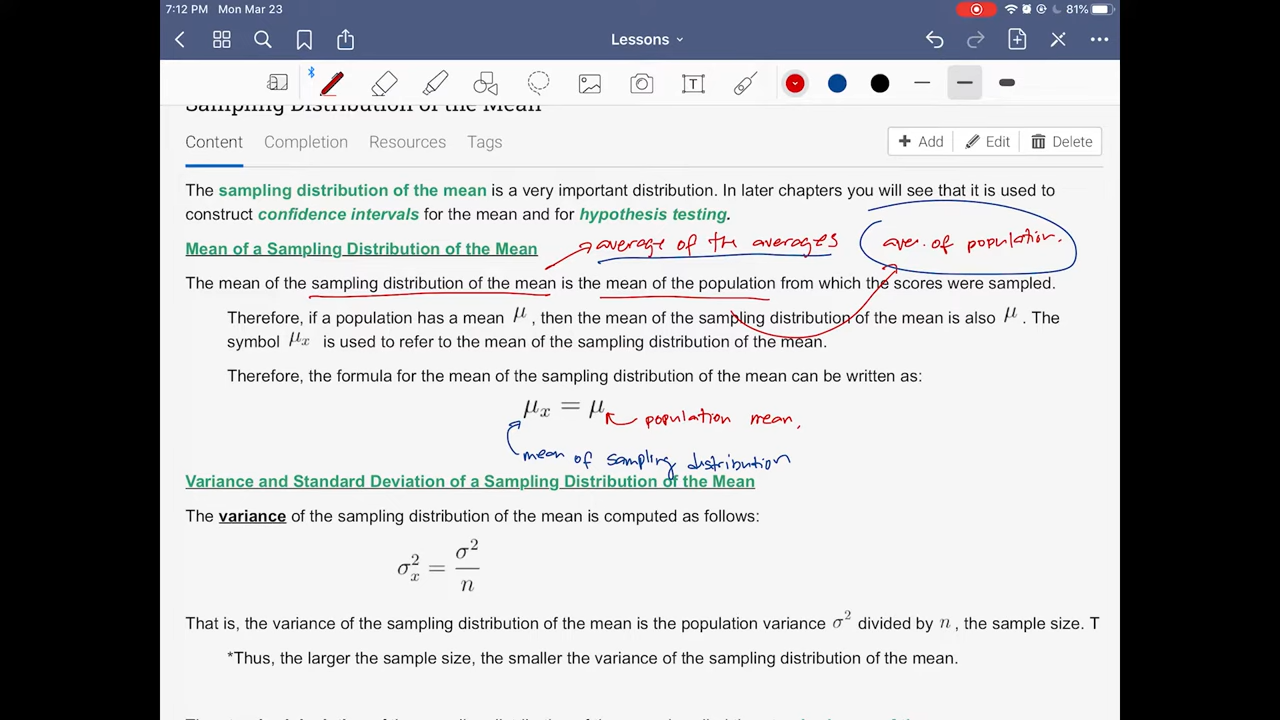 7:12 PM Mon Mar 23 81%
Lessons
T
Sampling Distribution of the Mean
Content Completion Resources Tags + Add Edit Delete
The sampling distribution of the mean is a very important distribution. In later chapters you will see that it is used to
construct confidence intervals for the mean and for hypothesis testing.
Mean of a Sampling Distribution of the Mean
average of the averages
aver. of population.
The mean of the sampling distribution of the mean is the mean of the population from which the scores were sampled.
Therefore, if a population has a mean μ , then the mean of the sampling distribution of the mean is also μ . The
symbol μₓ is used to refer to the mean of the sampling distribution of the mean.
Therefore, the formula for the mean of the sampling distribution of the mean can be written as:
μₓ = μ
population mean.
mean of sampling distribution
Variance and Standard Deviation of a Sampling Distribution of the Mean
The variance of the sampling distribution of the mean is computed as follows:
σ²ₓ = σ²/n
That is, the variance of the sampling distribution of the mean is the population variance σ² divided by n , the sample size. T
*Thus, the larger the sample size, the smaller the variance of the sampling distribution of the mean.